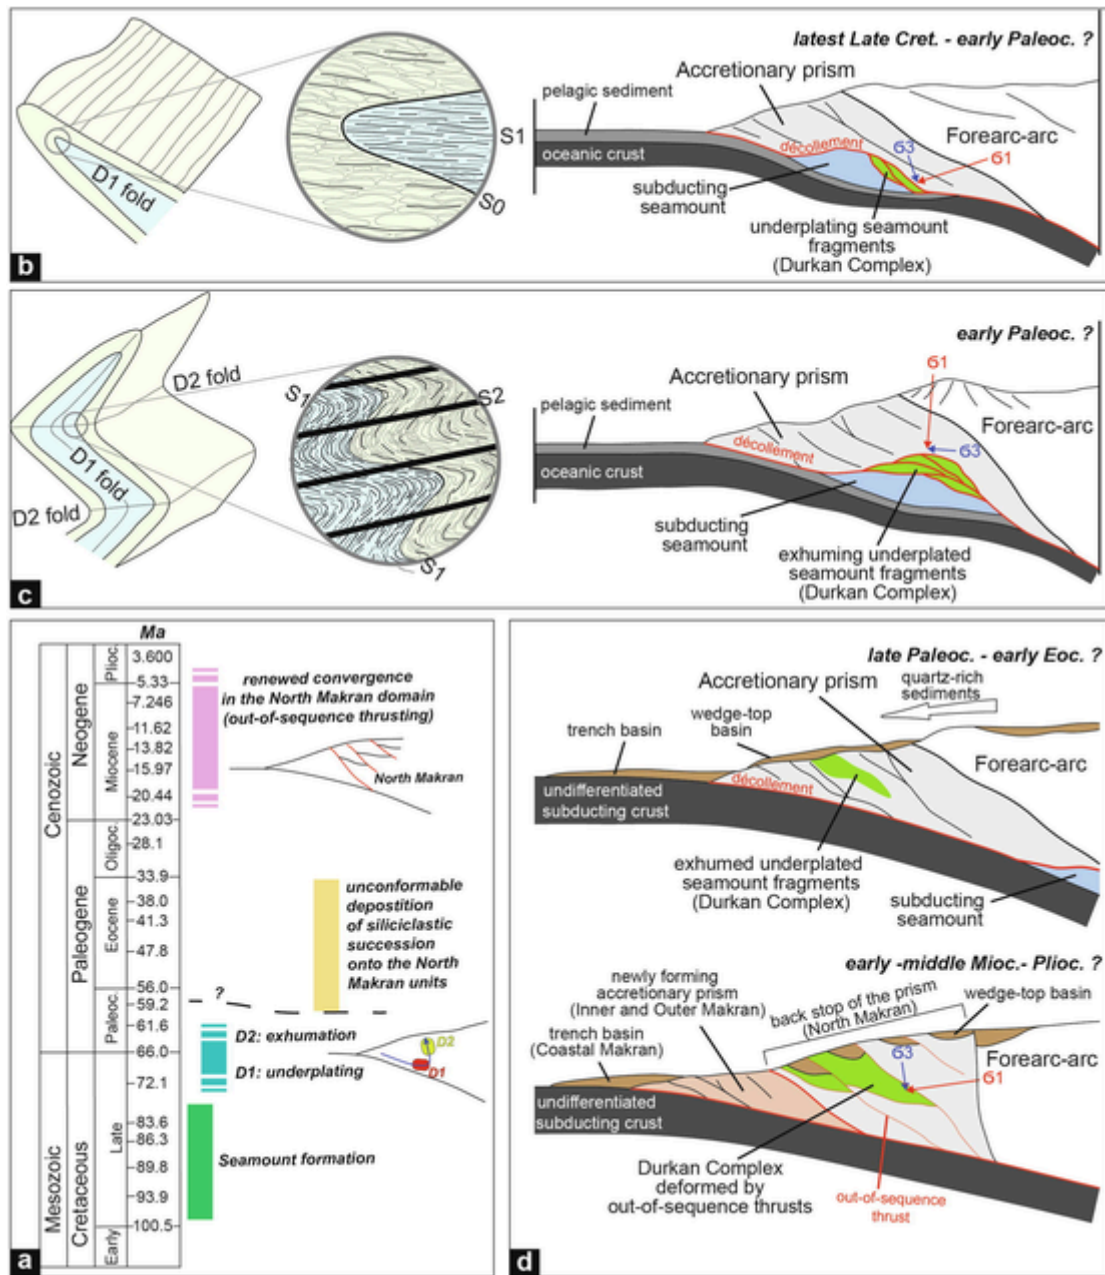 latest Late Cret. - early Paleoc. ?
Accretionary prism
pelagic sediment
Forearc-arc
S1
décollement
б3
б1
oceanic crust
D1 fold
subducting
seamount
S0
underplating seamount
fragments
(Durkan Complex)
b
early Paleoc. ?
б1
D2 fold
Accretionary prism
S1
S2
pelagic sediment
Forearc-arc
décollement
б3
D1 fold
oceanic crust
D2 fold
subducting
seamount
exhuming underplated
seamount fragments
(Durkan Complex)
S1
c
Ma
Cenozoic
Mesozoic
Neogene
Paleogene
Cretaceous
Plioc.
Miocene
Oligoc.
Eocene
Paleoc.
Late
Early
3.600
5.33
7.246
11.62
13.82
15.97
20.44
23.03
28.1
33.9
38.0
41.3
47.8
56.0
59.2
61.6
66.0
72.1
83.6
86.3
89.8
93.9
100.5
renewed convergence
in the North Makran domain
(out-of-sequence thrusting)
North Makran
unconformable
depostition
of siliciclastic
succession
onto the North
Makran units
?
D2: exhumation
D2
D1: underplating
D1
Seamount formation
a
late Paleoc. - early Eoc. ?
Accretionary prism
quartz-rich
sediments
wedge-top
basin
trench basin
Forearc-arc
décollement
undifferentiated
subducting crust
exhumed underplated
seamount fragments
(Durkan Complex)
subducting
seamount
early -middle Mioc.- Plioc. ?
newly forming
accretionary prism
(Inner and Outer Makran)
back stop of the prism
(North Makran)
wedge-top basin
trench basin
(Coastal Makran)
б3
Forearc-arc
б1
undifferentiated
subducting crust
Durkan Complex
deformed by
out-of-sequence thrusts
out-of-sequence
thrust
d